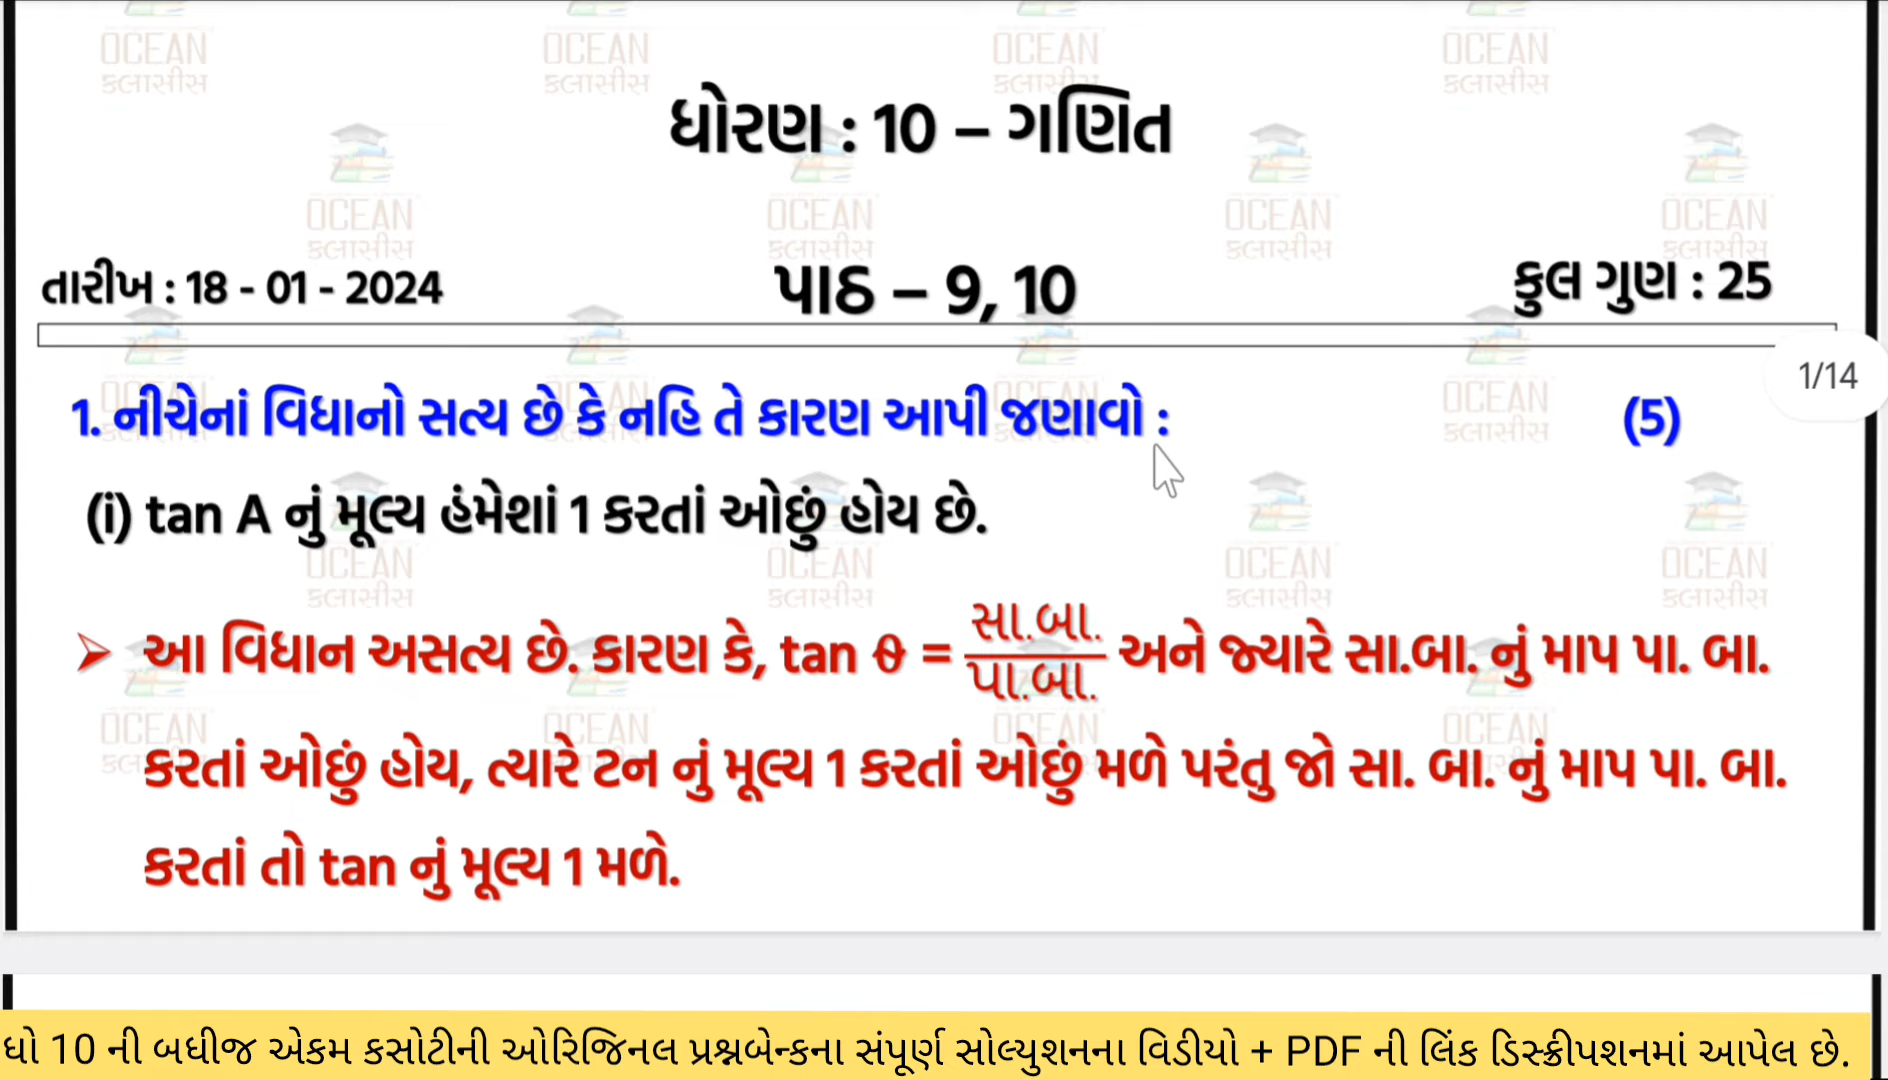 ધોરણ : 10 – ગણિત
તારીખ : 18 - 01 - 2024 પાઠ – 9, 10 કુલ ગુણ : 25
1/14
1. નીચેનાં વિધાનો સત્ય છે કે નહિ તે કારણ આપી જણાવો : (5)
(i) tan A નું મૂલ્ય હંમેશાં 1 કરતાં ઓછું હોય છે.
➢ આ વિધાન અસત્ય છે. કારણ કે, tan θ = સા.બા. / પા.બા. અને જ્યારે સા.બા. નું માપ પા. બા.
કરતાં ઓછું હોય, ત્યારે ટન નું મૂલ્ય 1 કરતાં ઓછું મળે પરંતુ જો સા. બા. નું માપ પા. બા.
કરતાં તો tan નું મૂલ્ય 1 મળે.
ધો 10 ની બધીજ એકમ કસોટીની ઓરિજિનલ પ્રશ્નબેન્કના સંપૂર્ણ સોલ્યુશનના વિડીયો + PDF ની લિંક ડિસ્ક્રીપશનમાં આપેલ છે.
OCEAN
ક્લાસીસ